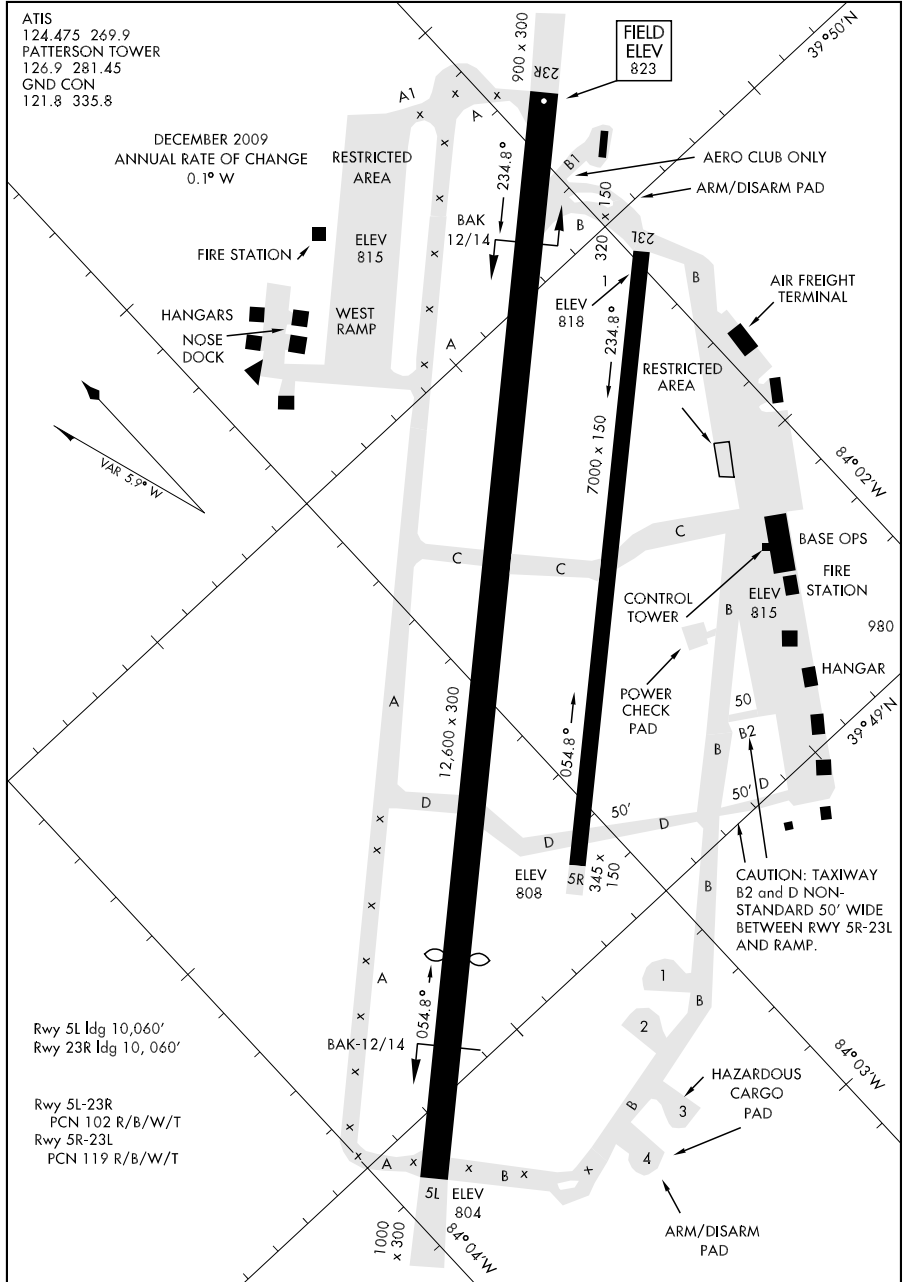 ATIS
124.475 269.9
PATTERSON TOWER
126.9 281.45
GND CON
121.8 335.8
DECEMBER 2009
ANNUAL RATE OF CHANGE
0.1° W
900 x 300
FIELD
ELEV
823
39°50'N
23R
A1
A
A
RESTRICTED
AREA
B1
AERO CLUB ONLY
ARM/DISARM PAD
234.8°
BAK
12/14
B
320 x 150
23L
FIRE STATION
ELEV
815
1
ELEV
818
B
AIR FREIGHT
TERMINAL
HANGARS
NOSE
DOCK
WEST
RAMP
A
234.8°
RESTRICTED
AREA
VAR 5.9° W
7000 x 150
84°02'W
C
C
C
BASE OPS
FIRE
STATION
CONTROL
TOWER
B
ELEV
815
980
HANGAR
POWER
CHECK
PAD
50
B2
39°49'N
A
12,600 x 300
054.8°
B
50'
D
D
50'
D
D
ELEV
808
5R
345 x
150
B
CAUTION: TAXIWAY
B2 and D NON-
STANDARD 50' WIDE
BETWEEN RWY 5R-23L
AND RAMP.
A
054.8°
1
B
2
Rwy 5L ldg 10,060'
Rwy 23R ldg 10, 060'
BAK-12/14
84°03'W
HAZARDOUS
CARGO
PAD
B
3
4
Rwy 5L-23R
PCN 102 R/B/W/T
Rwy 5R-23L
PCN 119 R/B/W/T
A
B
5L
ELEV
804
1000
x 300
84°04'W
ARM/DISARM
PAD